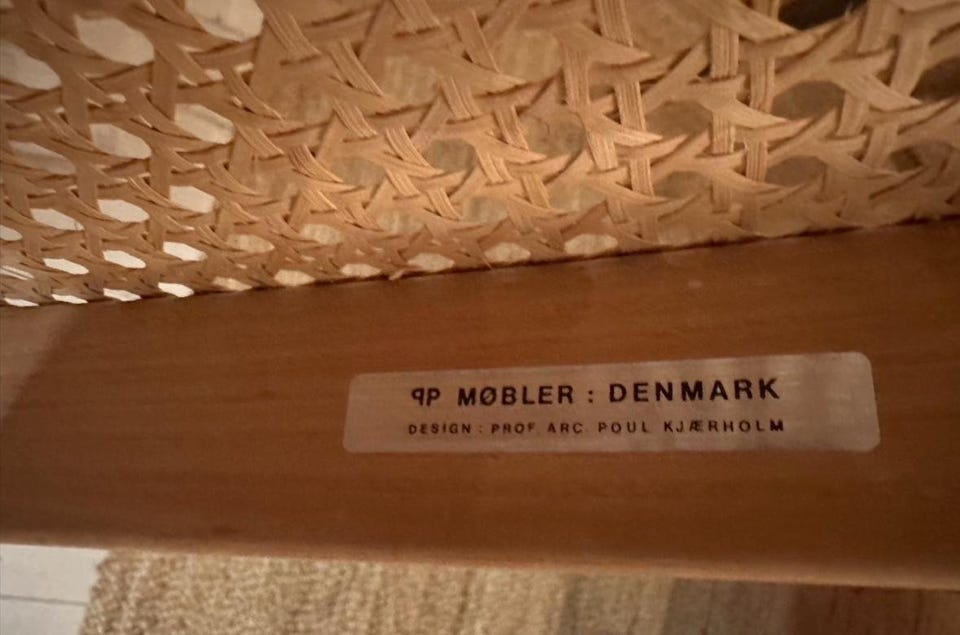 PP MØBLER : DENMARK
DESIGN : PROF. ARC. POUL KJÆRHOLM